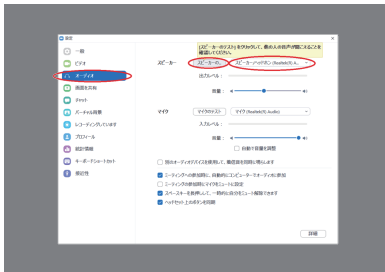 設定
一般
[スピーカーのテスト] をクリックして、他の人の音声が聞こえることを
確認してください。
ビデオ
スピーカー
スピーカーのﾃ...
スピーカー/ヘッドホン (Realtek(R) A...
オーディオ
出力レベル：
画面を共有
音量：
チャット
バーチャル背景
マイク
マイクのテスト
マイク (Realtek(R) Audio)
レコーディングしています
入力レベル：
プロフィール
音量：
統計情報
自動で音量を調整
キーボードショートカット
別のオーディオデバイスを使用して、着信音を同時に鳴らします
接近性
ミーティングへの参加時に、自動的にコンピューターでオーディオに参加
ミーティングの参加時にマイクをミュートに設定
スペースキーを長押しして、一時的に自分をミュート解除できます
ヘッドセット上のボタンを同期
詳細